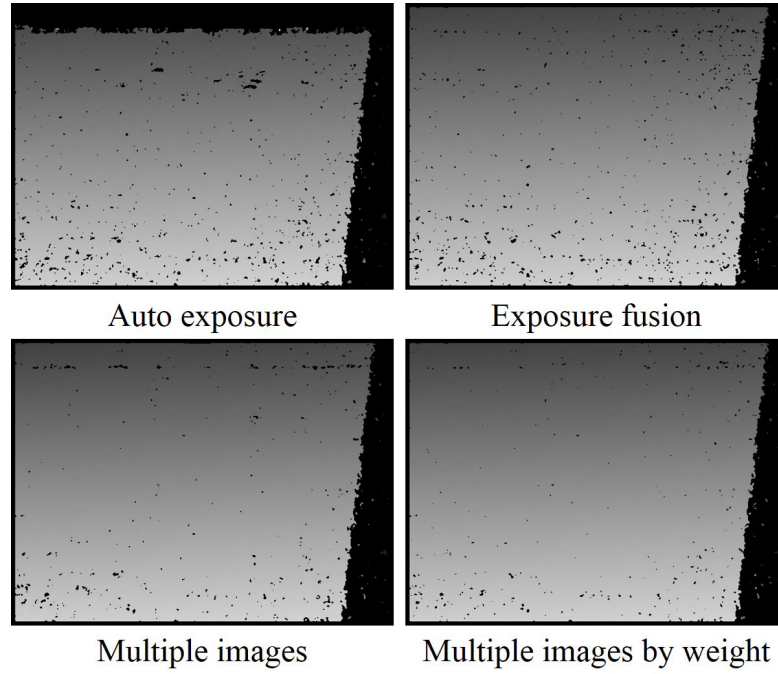 Auto exposure
Exposure fusion
Multiple images
Multiple images by weight